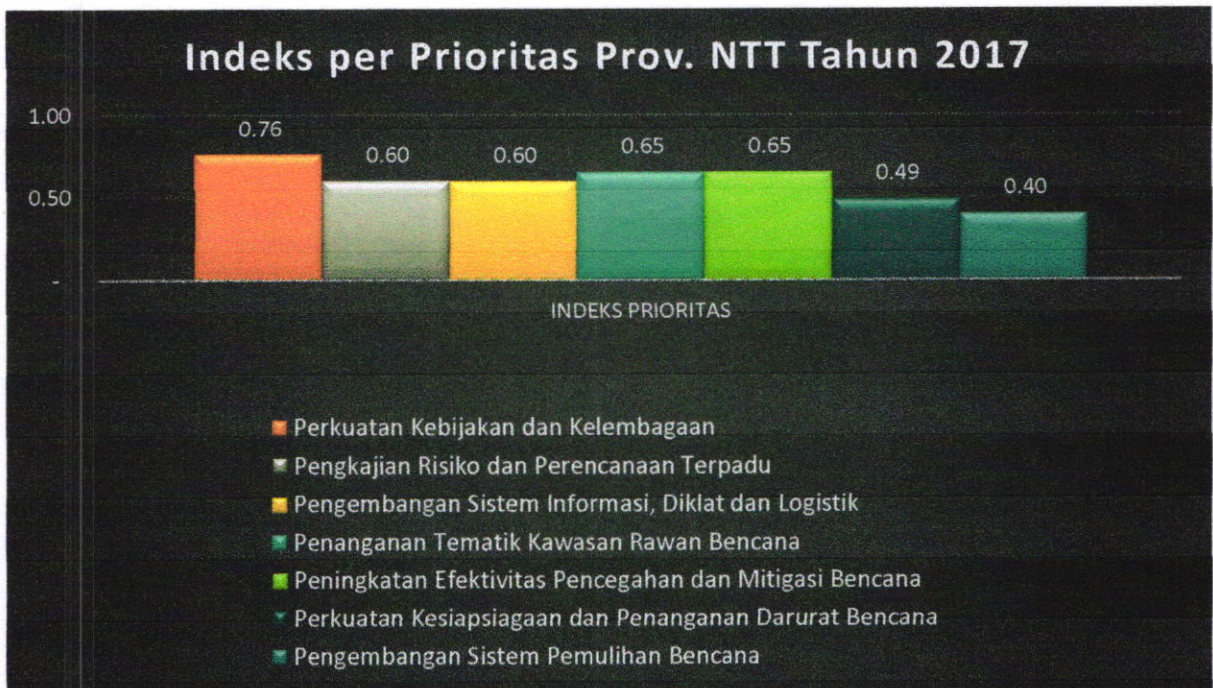 Indeks per Prioritas Prov. NTT Tahun 2017
1.00
0.50
-
0.76
0.60
0.60
0.65
0.65
0.49
0.40
INDEKS PRIORITAS
Perkuatan Kebijakan dan Kelembagaan
Pengkajian Risiko dan Perencanaan Terpadu
Pengembangan Sistem Informasi, Diklat dan Logistik
Penanganan Tematik Kawasan Rawan Bencana
Peningkatan Efektivitas Pencegahan dan Mitigasi Bencana
Perkuatan Kesiapsiagaan dan Penanganan Darurat Bencana
Pengembangan Sistem Pemulihan Bencana